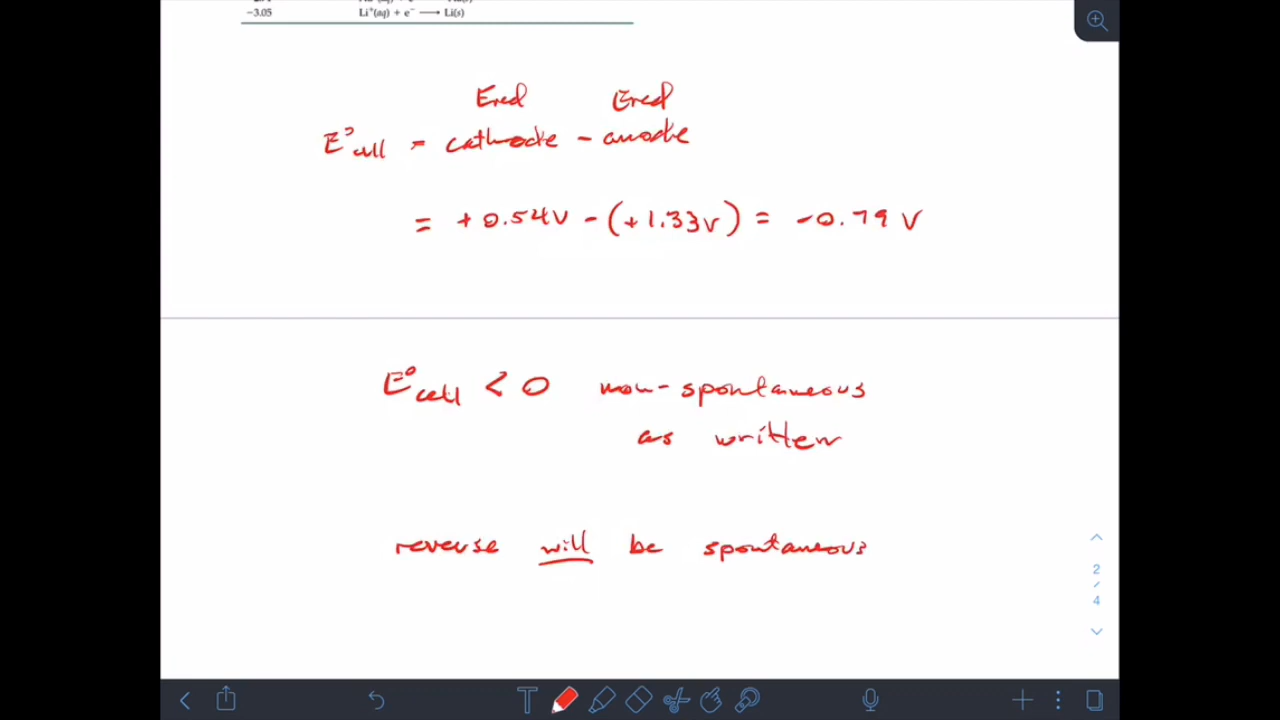 −3.05 Li⁺(aq) + e⁻ ⟶ Li(s)
Ered Ered
E°cell = cathode - anode
= +0.54V - (+1.33V) = -0.79 V
E°cell < 0 non-spontaneous
as written
reverse will be spontaneous
2
/
4
T